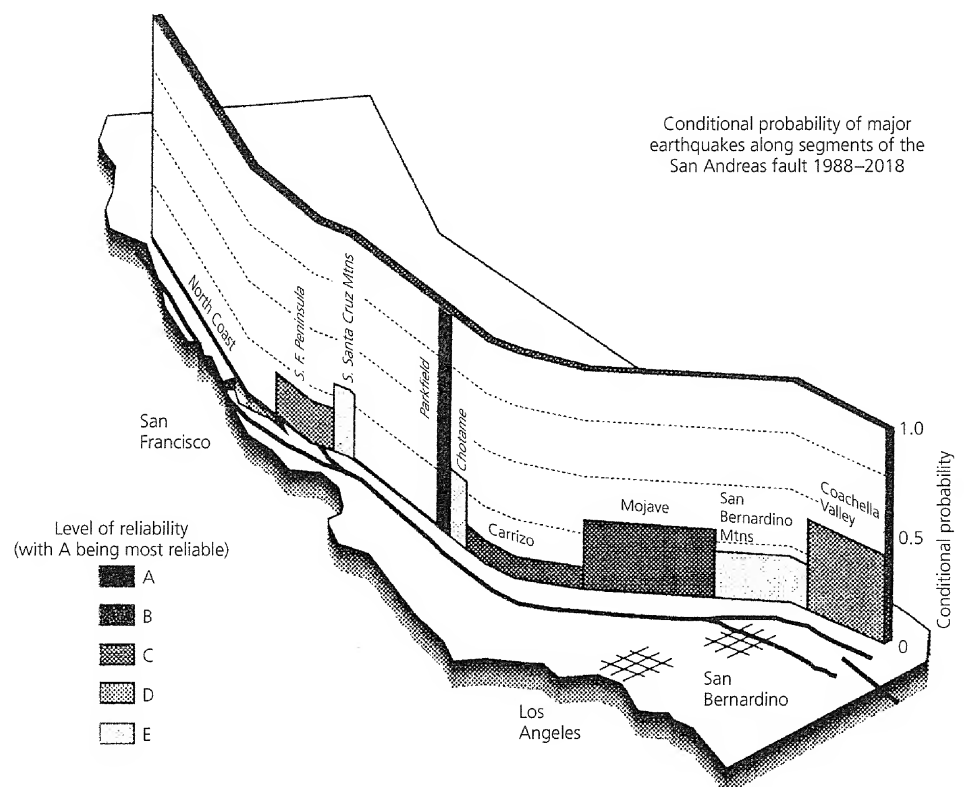 Conditional probability of major
earthquakes along segments of the
San Andreas fault 1988–2018
North Coast
S. F. Peninsula
S. Santa Cruz Mtns
Parkfield
Chotame
Carrizo
Mojave
San
Bernardino
Mtns
Coachella
Valley
1.0
0.5
0
Conditional probability
San
Francisco
Level of reliability
(with A being most reliable)
A
B
C
D
E
Los
Angeles
San
Bernardino